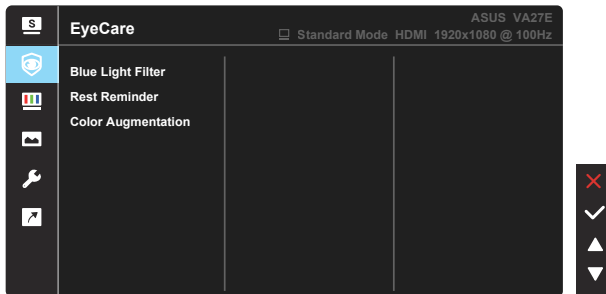 S
EyeCare
ASUS VA27E
Standard Mode HDMI 1920x1080 @ 100Hz
Blue Light Filter
Rest Reminder
Color Augmentation